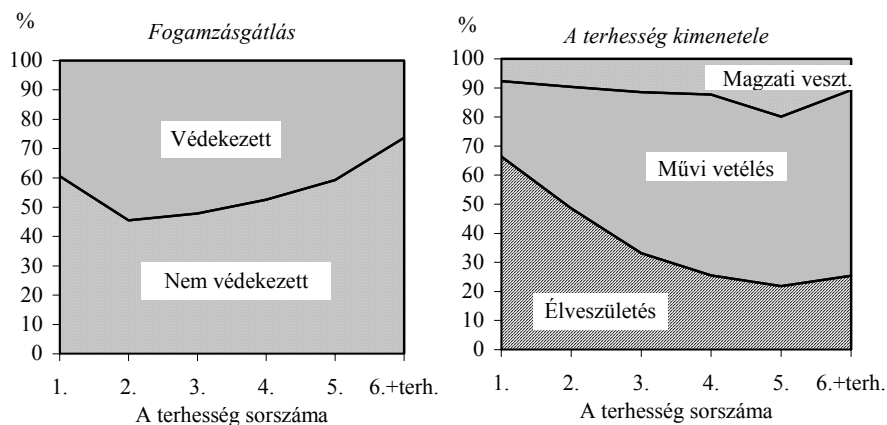 %
Fogamzásgátlás
100
90
80
70
60
50
40
30
20
10
0
Védekezett
Nem védekezett
1. 2. 3. 4. 5. 6.+terh.
A terhesség sorszáma
%
A terhesség kimenetele
100
90
80
70
60
50
40
30
20
10
0
Magzati veszt.
Művi vetélés
Élveszületés
1. 2. 3. 4. 5. 6.+terh.
A terhesség sorszáma